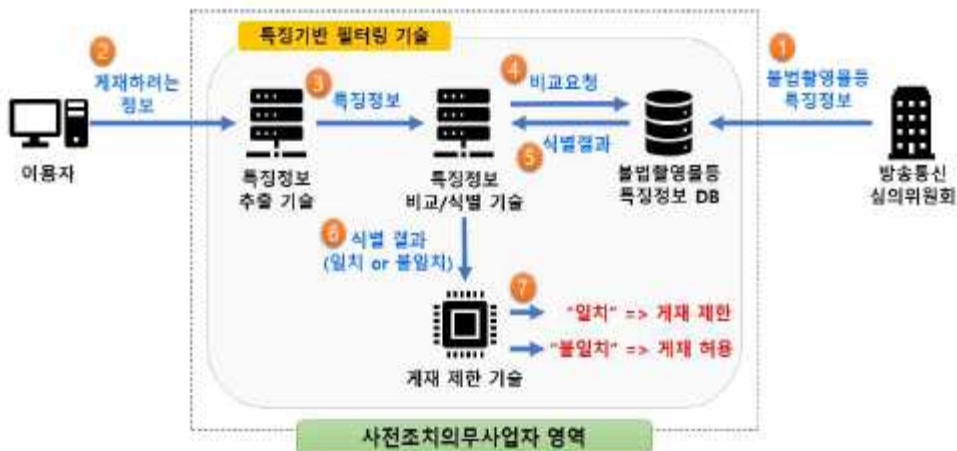 특징기반 필터링 기술
1
불법촬영물등
특징정보
2
게재하려는
정보
3
특징정보
4
비교요청
5
식별결과
이용자
특징정보
추출 기술
특징정보
비교/식별 기술
불법촬영물등
특징정보 DB
방송통신
심의위원회
6
식별 결과
(일치 or 불일치)
7
"일치" => 게재 제한
"불일치" => 게재 허용
게재 제한 기술
사전조치의무사업자 영역